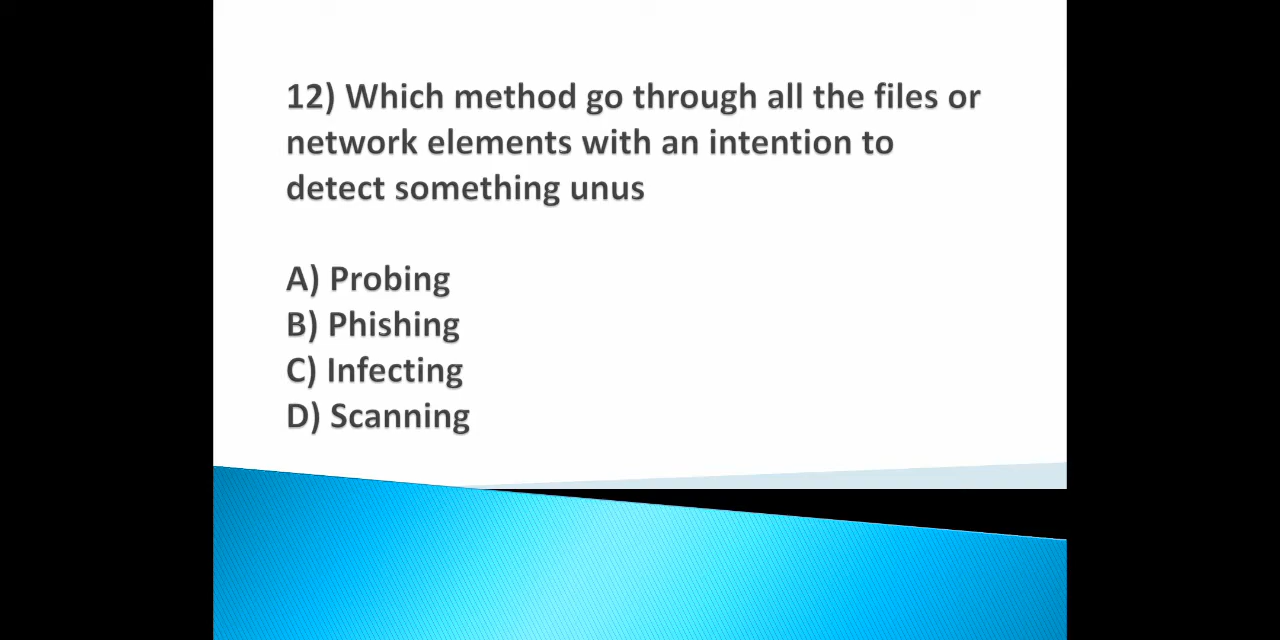 12) Which method go through all the files or
network elements with an intention to
detect something unus
A) Probing
B) Phishing
C) Infecting
D) Scanning